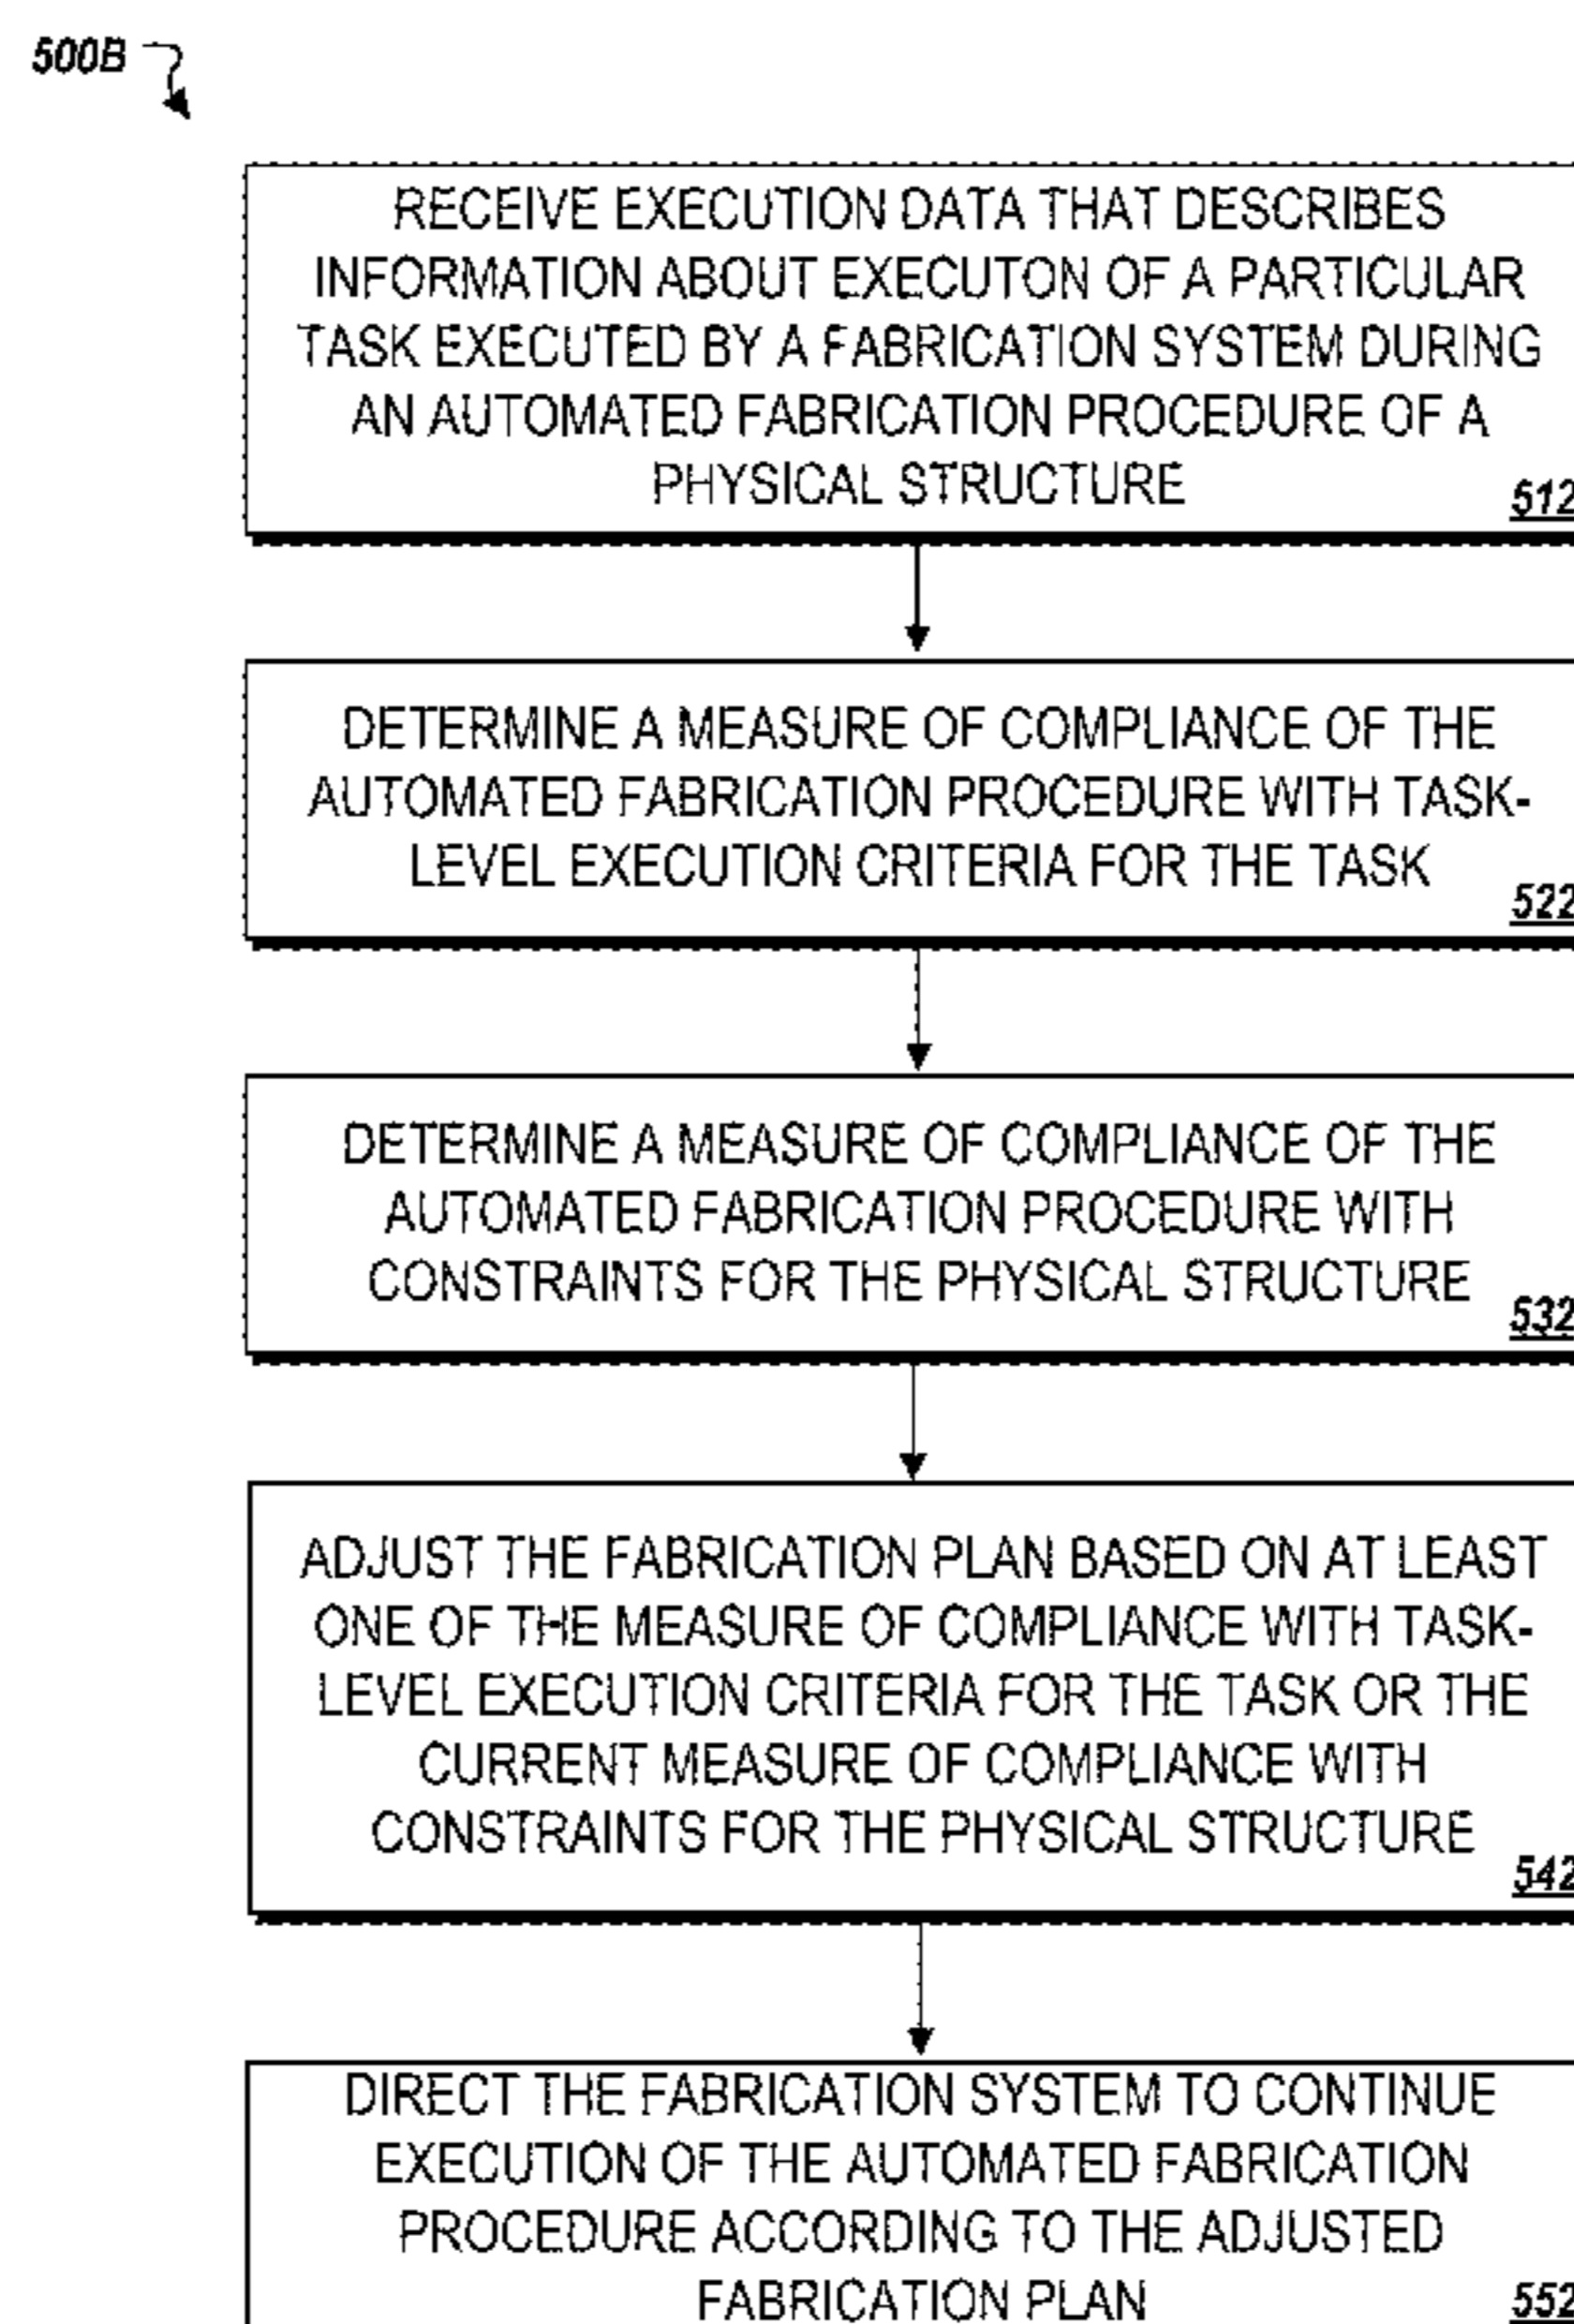 500B
RECEIVE EXECUTION DATA THAT DESCRIBES
INFORMATION ABOUT EXECUTON OF A PARTICULAR
TASK EXECUTED BY A FABRICATION SYSTEM DURING
AN AUTOMATED FABRICATION PROCEDURE OF A
PHYSICAL STRUCTURE
512
DETERMINE A MEASURE OF COMPLIANCE OF THE
AUTOMATED FABRICATION PROCEDURE WITH TASK-
LEVEL EXECUTION CRITERIA FOR THE TASK
522
DETERMINE A MEASURE OF COMPLIANCE OF THE
AUTOMATED FABRICATION PROCEDURE WITH
CONSTRAINTS FOR THE PHYSICAL STRUCTURE
532
ADJUST THE FABRICATION PLAN BASED ON AT LEAST
ONE OF THE MEASURE OF COMPLIANCE WITH TASK-
LEVEL EXECUTION CRITERIA FOR THE TASK OR THE
CURRENT MEASURE OF COMPLIANCE WITH
CONSTRAINTS FOR THE PHYSICAL STRUCTURE
542
DIRECT THE FABRICATION SYSTEM TO CONTINUE
EXECUTION OF THE AUTOMATED FABRICATION
PROCEDURE ACCORDING TO THE ADJUSTED
FABRICATION PLAN
552